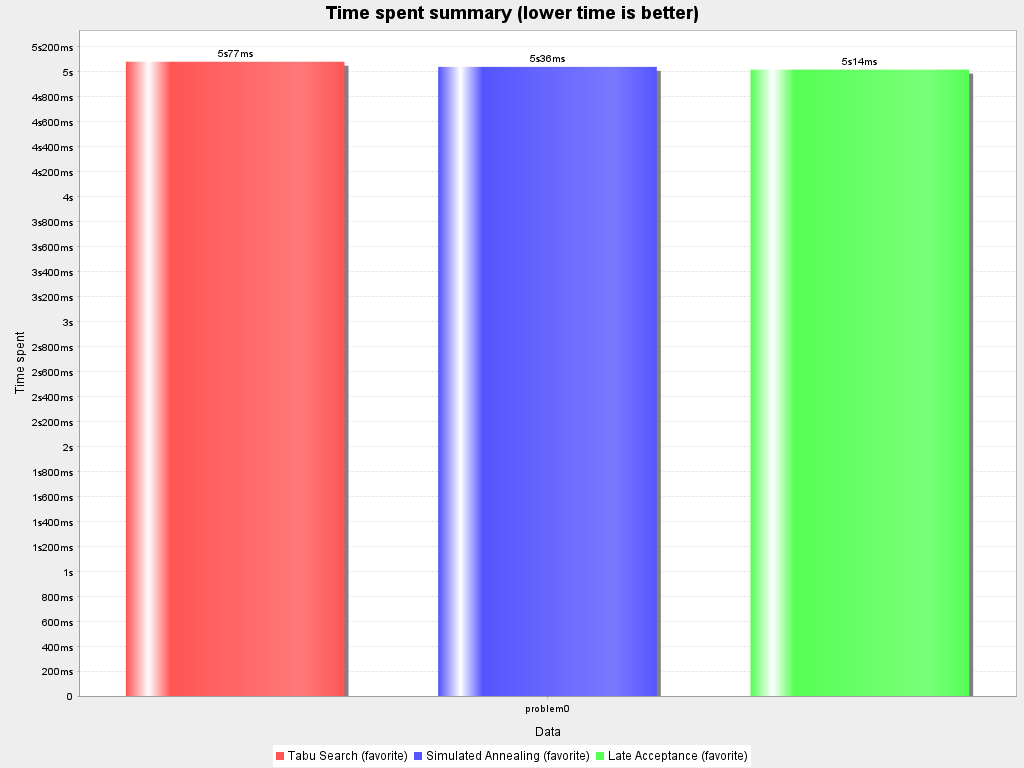 Time spent summary (lower time is better)
5s200ms
5s
4s800ms
4s600ms
4s400ms
4s200ms
4s
3s800ms
3s600ms
3s400ms
3s200ms
3s
2s800ms
2s600ms
2s400ms
2s200ms
2s
1s800ms
1s600ms
1s400ms
1s200ms
1s
800ms
600ms
400ms
200ms
0
Time spent
5s77ms
5s36ms
5s14ms
problem0
Data
Tabu Search (favorite) Simulated Annealing (favorite) Late Acceptance (favorite)